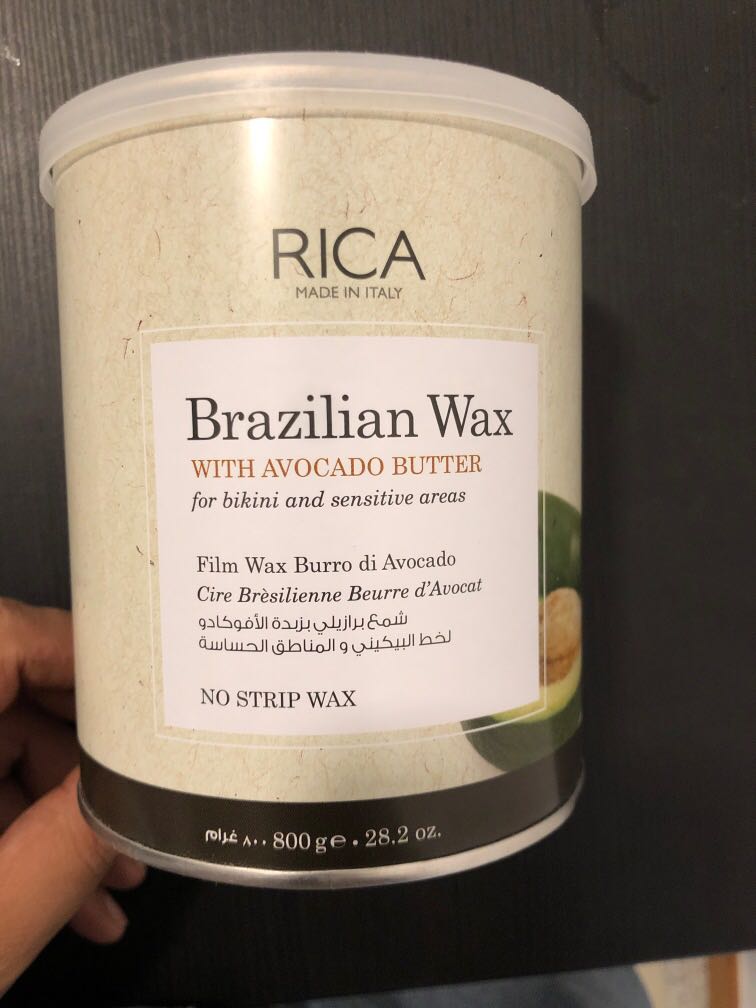 RICA
MADE IN ITALY
Brazilian Wax
WITH AVOCADO BUTTER
for bikini and sensitive areas
Film Wax Burro di Avocado
Cire Brèsilienne Beurre d'Avocat
شمع برازيلي بزبدة الأفوكادو
لخط البيكيني و المناطق الحساسة
NO STRIP WAX
٨٠٠ غرام 800 g e • 28.2 oz.